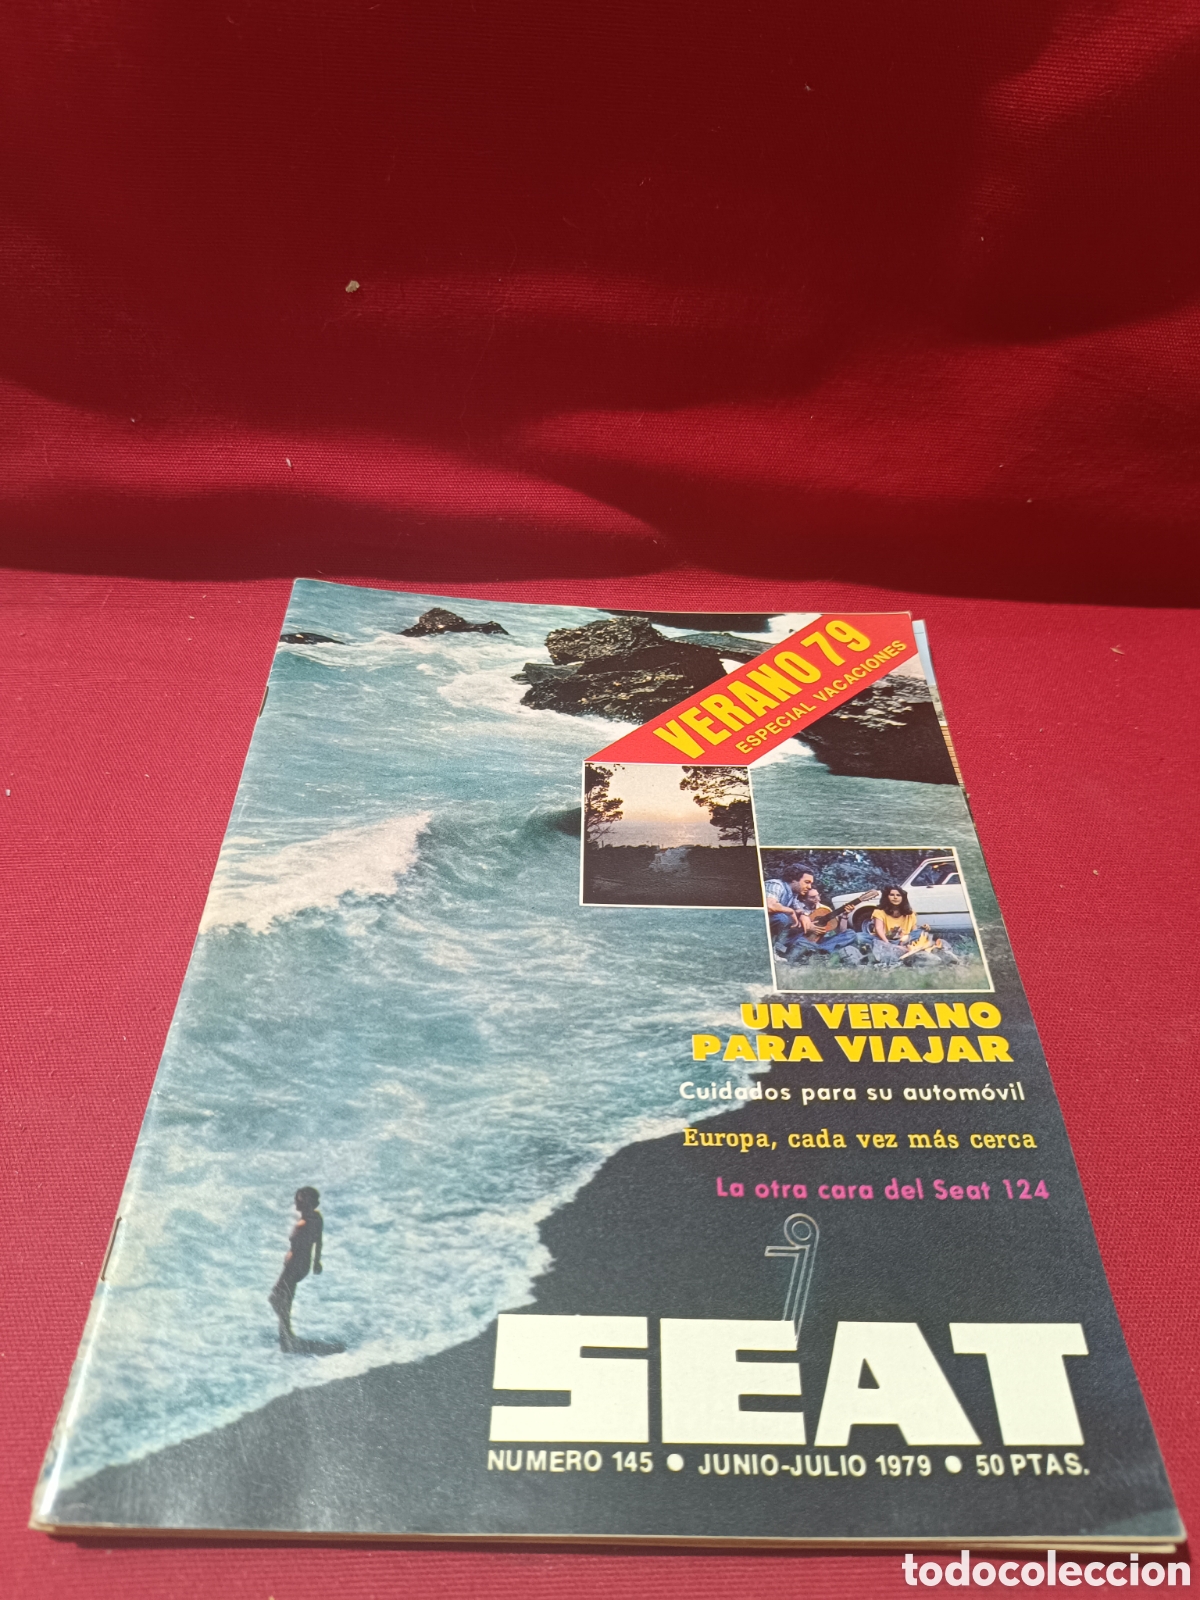 VERANO 79
ESPECIAL VACACIONES
UN VERANO
PARA VIAJAR
Cuidados para su automóvil
Europa, cada vez más cerca
La otra cara del Seat 124
SEAT
NUMERO 145 • JUNIO-JULIO 1979 • 50 PTAS.
todocoleccion